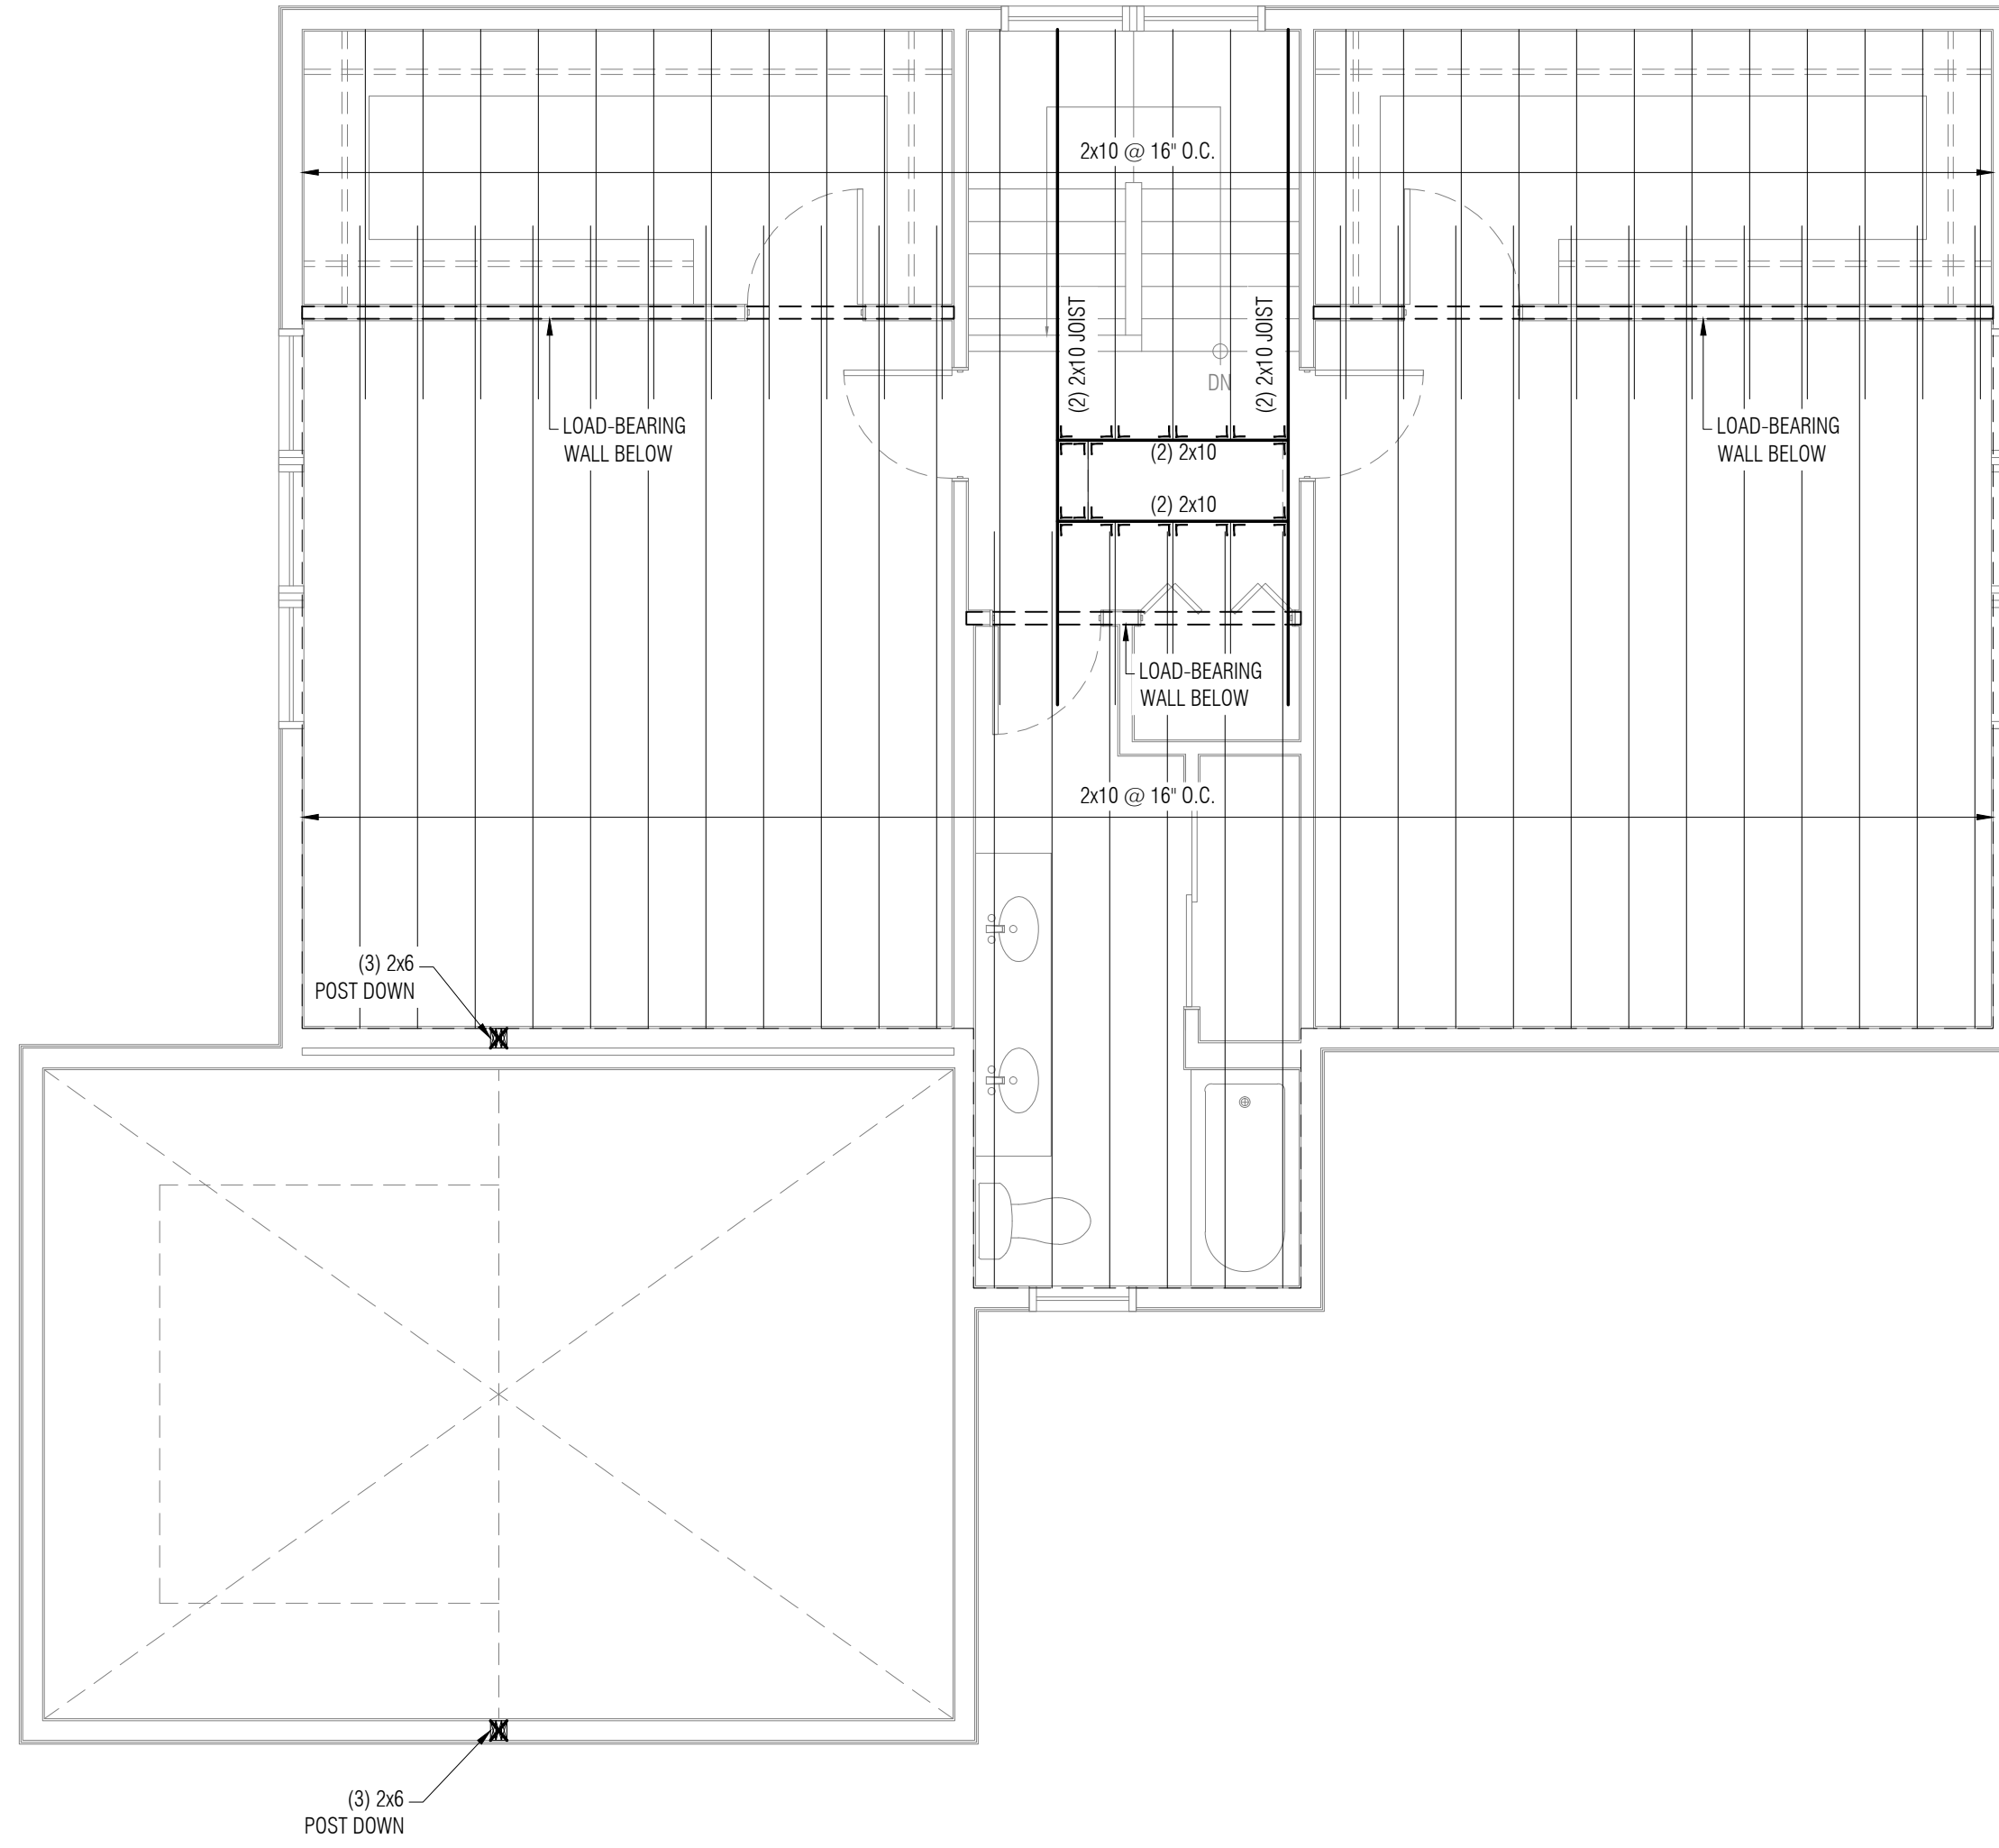 2x10 @ 16" O.C.
(2) 2x10 JOIST
(2) 2x10 JOIST
DN
LOAD-BEARING
WALL BELOW
LOAD-BEARING
WALL BELOW
(2) 2x10
(2) 2x10
LOAD-BEARING
WALL BELOW
2x10 @ 16" O.C.
(3) 2x6
POST DOWN
(3) 2x6
POST DOWN